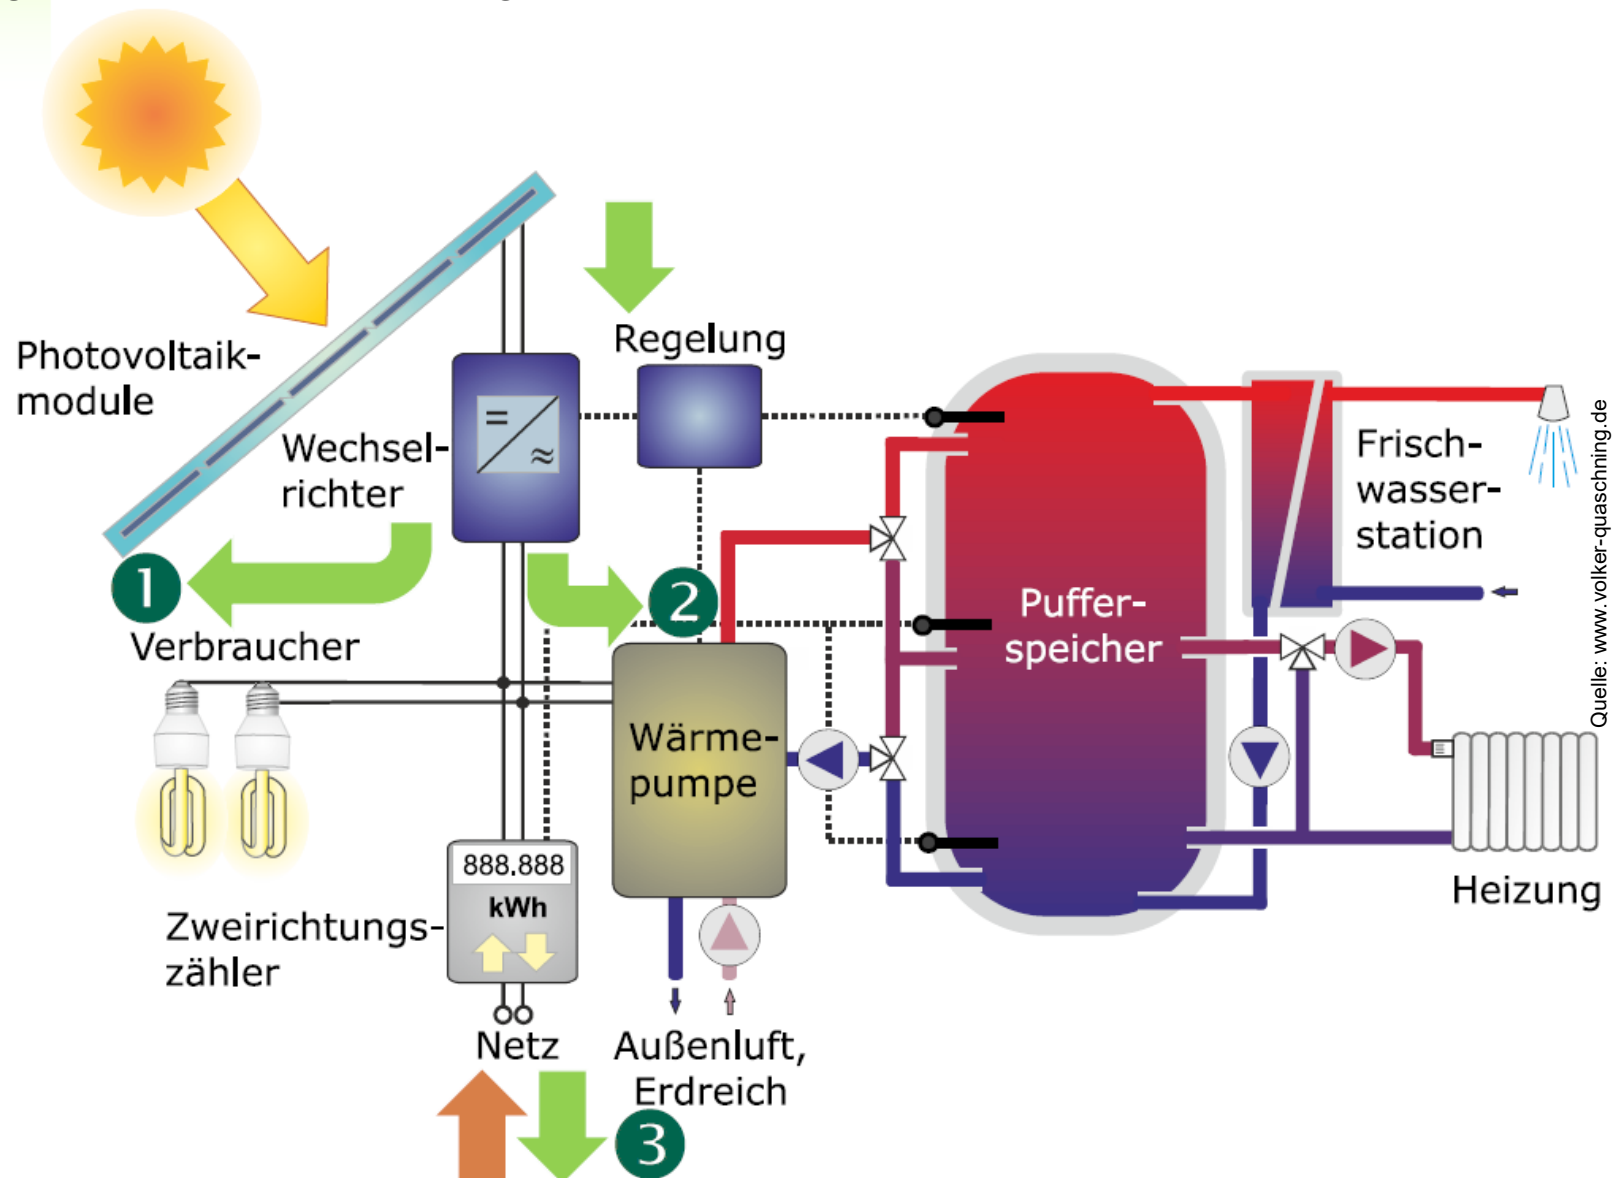 Regelung
Photovoltaik-
module
Wechsel-
richter
=
≈
Frisch-
wasser-
station
1
2
Verbraucher
Puffer-
speicher
Wärme-
pumpe
888.888
kWh
Zweirichtungs-
zähler
Heizung
Netz
Außenluft,
Erdreich
3
Quelle: www.volker-quaschning.de